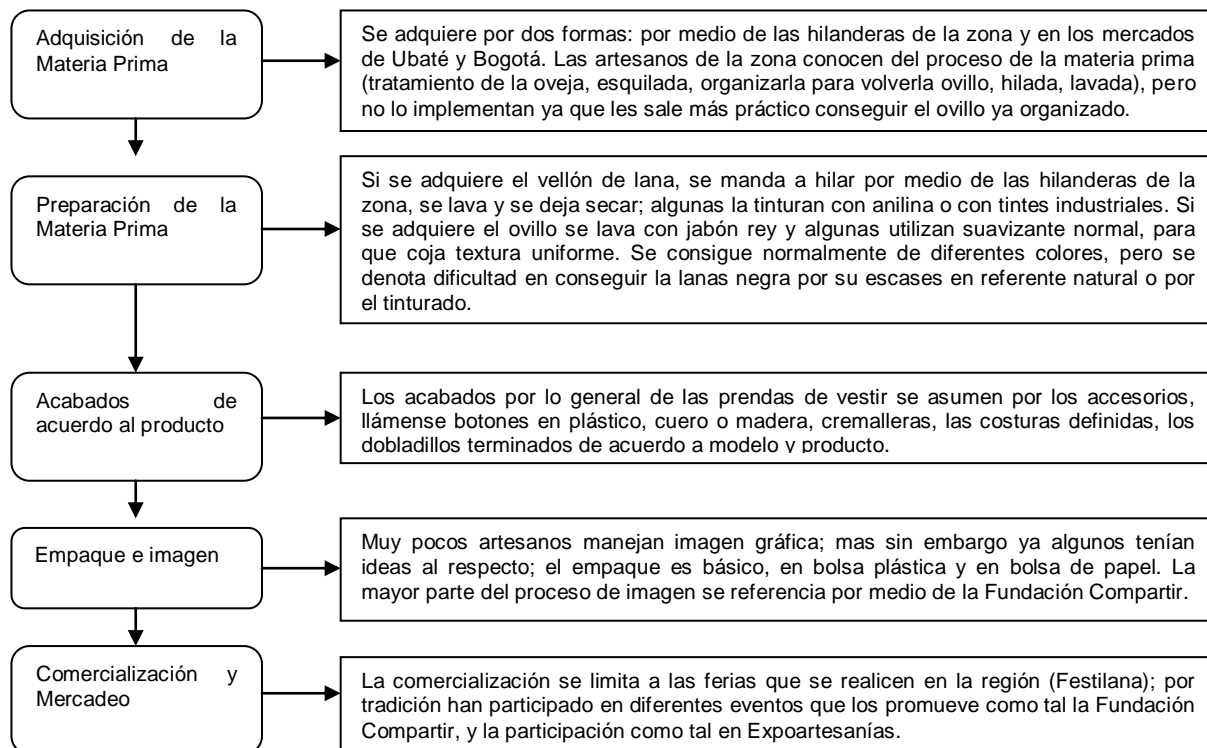 Adquisición de la
Materia Prima
Se adquiere por dos formas: por medio de las hilanderas de la zona y en los mercados
de Ubaté y Bogotá. Las artesanos de la zona conocen del proceso de la materia prima
(tratamiento de la oveja, esquilada, organizarla para volverla ovillo, hilada, lavada), pero
no lo implementan ya que les sale más práctico conseguir el ovillo ya organizado.
Preparación de la
Materia Prima
Si se adquiere el vellón de lana, se manda a hilar por medio de las hilanderas de la
zona, se lava y se deja secar; algunas la tinturan con anilina o con tintes industriales. Si
se adquiere el ovillo se lava con jabón rey y algunas utilizan suavizante normal, para
que coja textura uniforme. Se consigue normalmente de diferentes colores, pero se
denota dificultad en conseguir la lanas negra por su escases en referente natural o por
el tinturado.
Acabados de
acuerdo al producto
Los acabados por lo general de las prendas de vestir se asumen por los accesorios,
llámense botones en plástico, cuero o madera, cremalleras, las costuras definidas, los
dobladillos terminados de acuerdo a modelo y producto.
Empaque e imagen
Muy pocos artesanos manejan imagen gráfica; mas sin embargo ya algunos tenían
ideas al respecto; el empaque es básico, en bolsa plástica y en bolsa de papel. La
mayor parte del proceso de imagen se referencia por medio de la Fundación Compartir.
Comercialización y
Mercadeo
La comercialización se limita a las ferias que se realicen en la región (Festilana); por
tradición han participado en diferentes eventos que los promueve como tal la Fundación
Compartir, y la participación como tal en Expoartesanías.